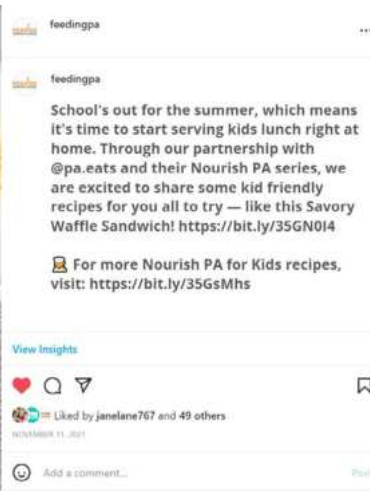 feedingpa
feedingpa
School's out for the summer, which means
it's time to start serving kids lunch right at
home. Through our partnership with
@pa.eats and their Nourish PA series, we
are excited to share some kid friendly
recipes for you all to try — like this Savory
Waffle Sandwich! https://bit.ly/35GN0I4
For more Nourish PA for Kids recipes,
visit: https://bit.ly/35GsMhs
View Insights
Liked by janelane767 and 49 others
NOVEMBER 11, 2021
Add a comment...
Post